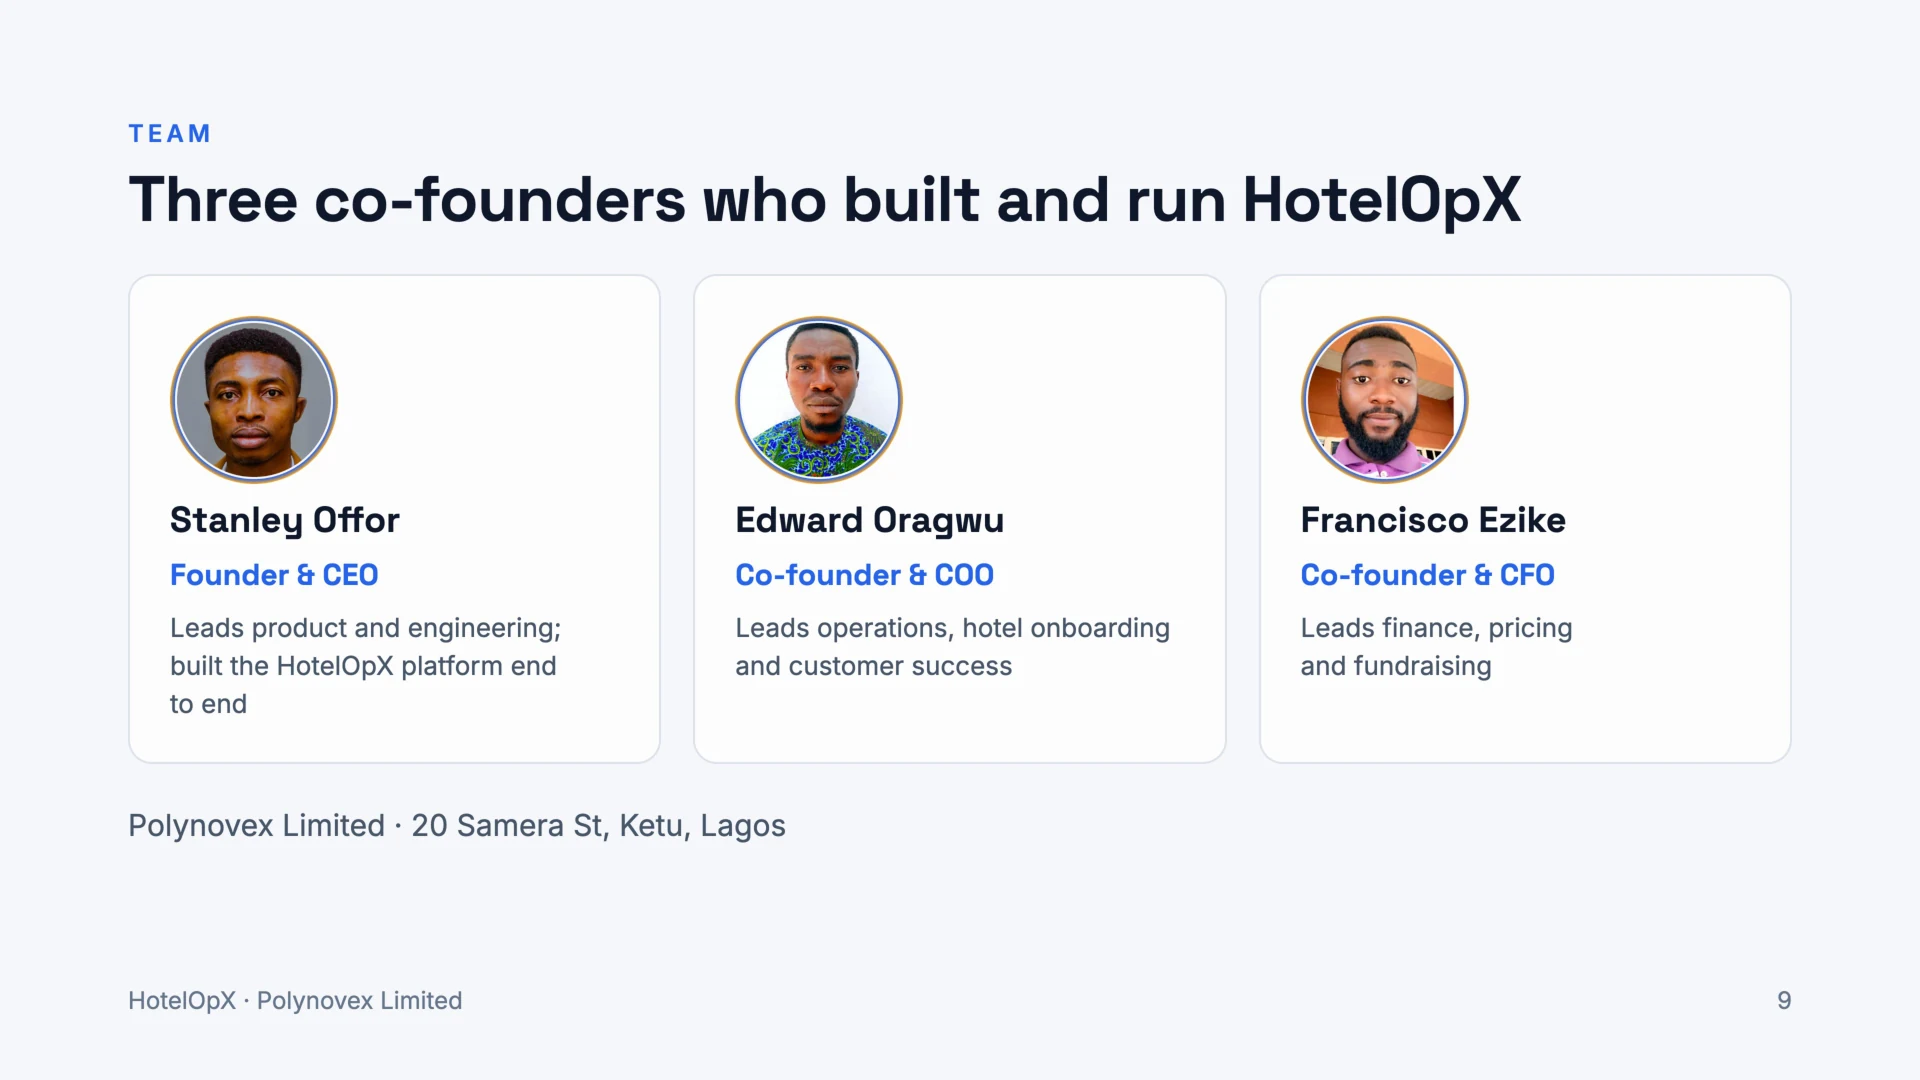 TEAM
Three co-founders who built and run HotelOpX
Stanley Offor
Founder & CEO
Leads product and engineering;
built the HotelOpX platform end
to end
Edward Oragwu
Co-founder & COO
Leads operations, hotel onboarding
and customer success
Francisco Ezike
Co-founder & CFO
Leads finance, pricing
and fundraising
Polynovex Limited · 20 Samera St, Ketu, Lagos
HotelOpX · Polynovex Limited
9